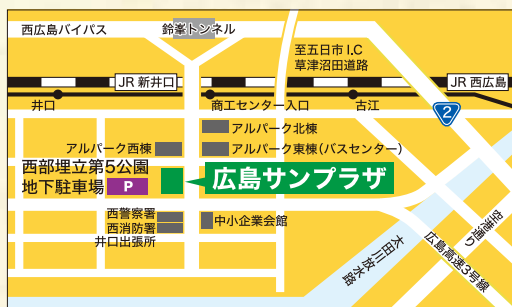 西広島バイパス
鈴峯トンネル
至五日市I.C
草津沼田道路
JR 新井口
JR 西広島
井口
商工センター入口
古江
2
アルパーク北棟
アルパーク西棟
アルパーク東棟(バスセンター)
西部埋立第5公園
地下駐車場
P
広島サンプラザ
西警察署
西消防署
井口出張所
中小企業会館
太田川放水路
空港通り
広島高速3号線